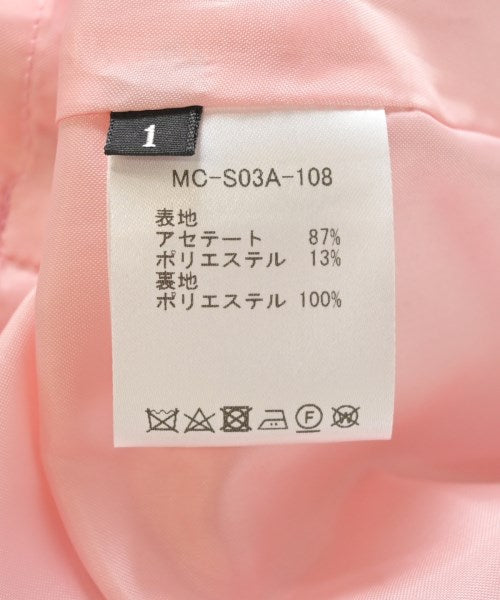 1
MC-S03A-108
表地
アセテート 87%
ポリエステル 13%
裏地
ポリエステル 100%
F
W